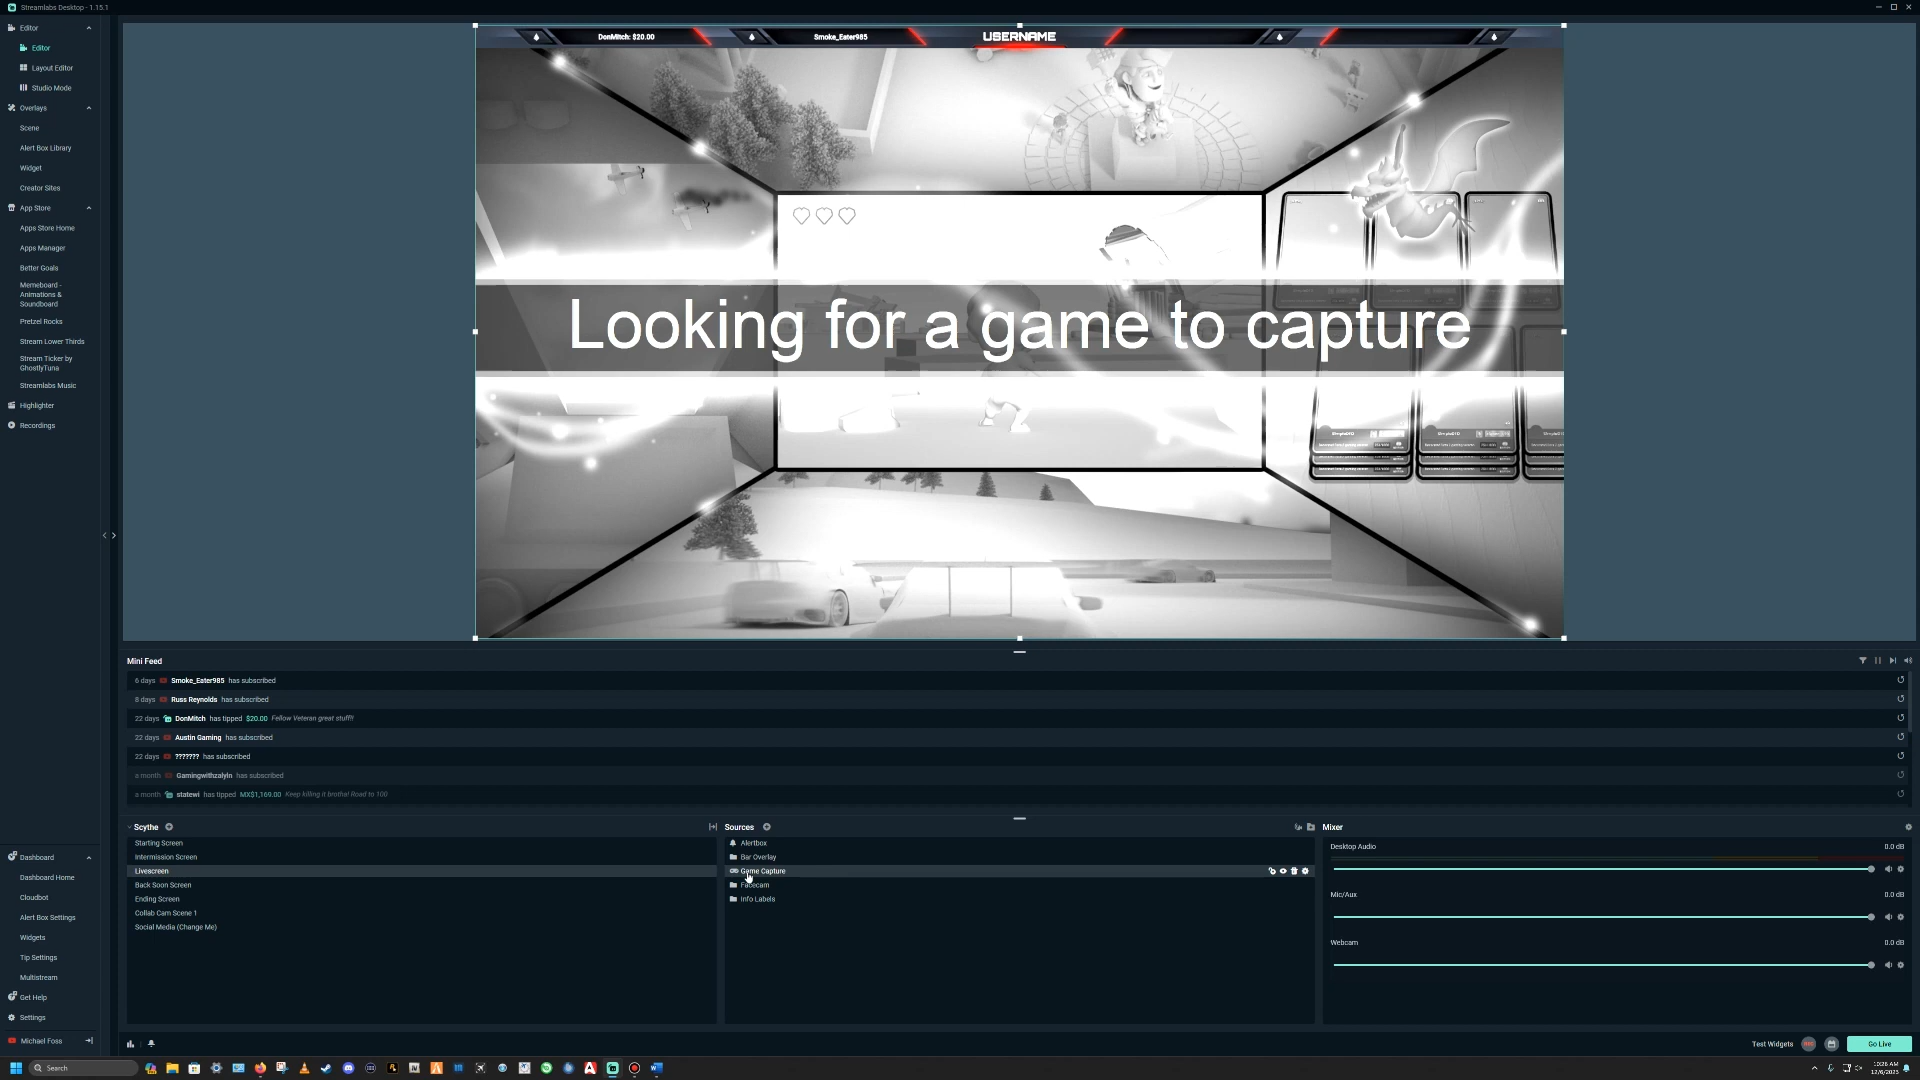 Streamlabs Desktop - 1.15.1
Editor
Editor
Layout Editor
Studio Mode
Overlays
Scene
Alert Box Library
Widget
Creator Sites
App Store
Apps Store Home
Apps Manager
Better Goals
Memeboard -
Animations &
Soundboard
Pretzel Rocks
Stream Lower Thirds
Stream Ticker by
GhostlyTuna
Streamlabs Music
Highlighter
Recordings
DonMitch: $20.00
Smoke_Eater985
USERNAME
Looking for a game to capture
Mini Feed
6 days Smoke_Eater985 has subscribed
8 days Russ Reynolds has subscribed
22 days DonMitch has tipped $20.00 Fellow Veteran great stuff!!
22 days Austin Gaming has subscribed
22 days ??????? has subscribed
a month Gamingwithzalyin has subscribed
a month statewi has tipped MX$1,169.00 Keep killing it brotha! Road to 100
Scythe
Starting Screen
Intermission Screen
Livescreen
Back Soon Screen
Ending Screen
Collab Cam Scene 1
Social Media (Change Me)
Sources
Alertbox
Bar Overlay
Game Capture
Facecam
Info Labels
Mixer
Desktop Audio 0.0 dB
Mic/Aux 0.0 dB
Webcam 0.0 dB
Dashboard
Dashboard Home
Cloudbot
Alert Box Settings
Widgets
Tip Settings
Multistream
Get Help
Settings
Michael Foss
Test Widgets
REC
Go Live
Search
10:26 AM
12/6/2023